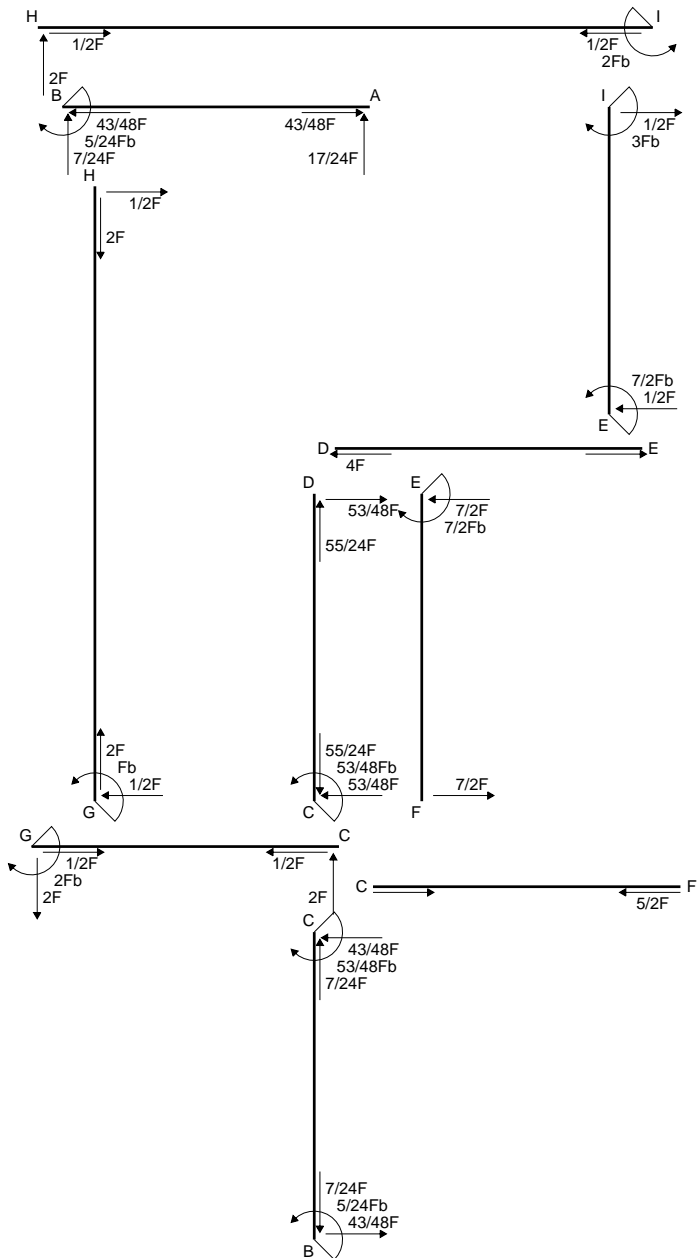 H
I
1/2F
1/2F
2Fb
2F
B
A
I
43/48F
43/48F
5/24Fb
7/24F
17/24F
1/2F
3Fb
H
1/2F
2F
7/2Fb
1/2F
E
D
E
4F
D
E
53/48F
7/2F
7/2Fb
55/24F
2F
Fb
1/2F
G
55/24F
53/48Fb
53/48F
C
7/2F
F
G
C
1/2F
1/2F
2Fb
2F
2F
C
F
5/2F
C
43/48F
53/48Fb
7/24F
7/24F
5/24Fb
43/48F
B